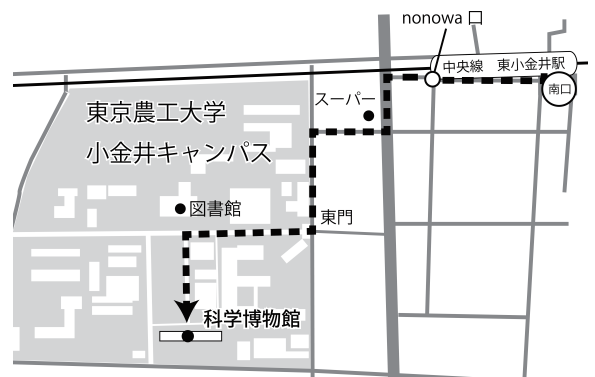 nonowa 口
中央線 東小金井駅
南口
スーパー
東京農工大学
小金井キャンパス
図書館
東門
科学博物館